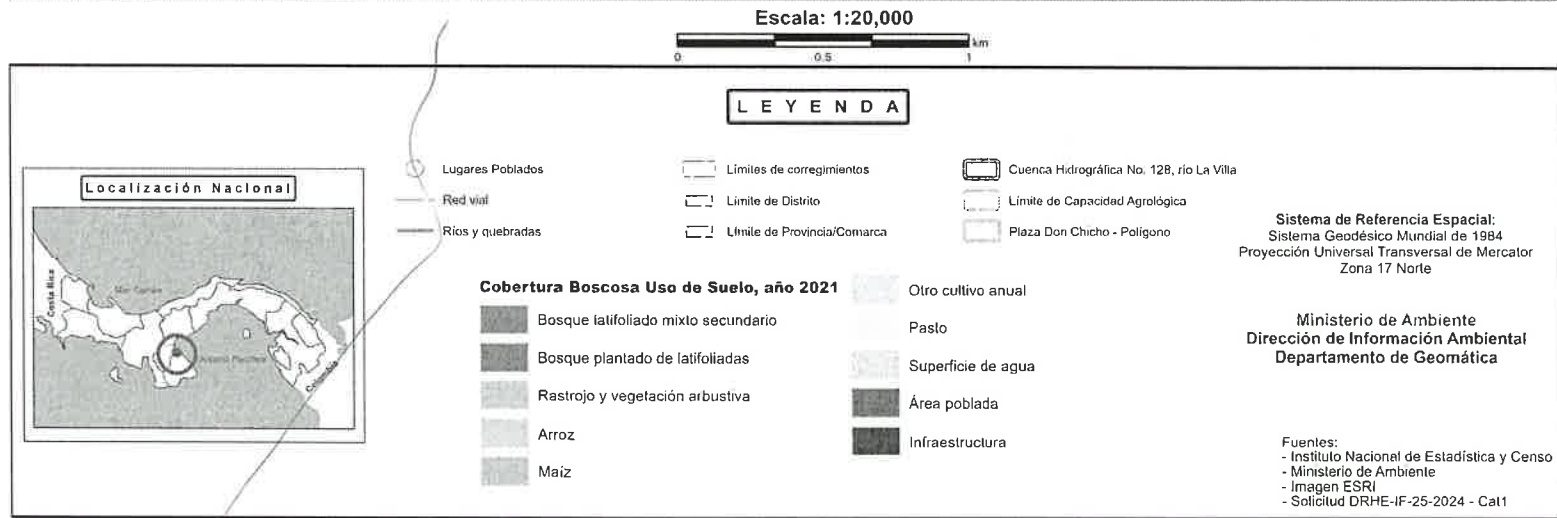 Escala: 1:20,000
km
0 0.5 1
L E Y E N D A
Localización Nacional
Costa Rica
Mar Caribe
Colombia
Lugares Poblados
Red vial
Ríos y quebradas
Límites de corregimientos
Límite de Distrito
Límite de Provincia/Comarca
Cuenca Hidrográfica No. 128, río La Villa
Límite de Capacidad Agrológica
Plaza Don Chicho - Polígono
Cobertura Boscosa Uso de Suelo, año 2021
Bosque latifoliado mixto secundario
Bosque plantado de latifoliadas
Rastrojo y vegetación arbustiva
Arroz
Maíz
Otro cultivo anual
Pasto
Superficie de agua
Área poblada
Infraestructura
Sistema de Referencia Espacial:
Sistema Geodésico Mundial de 1984
Proyección Universal Transversal de Mercator
Zona 17 Norte
Ministerio de Ambiente
Dirección de Información Ambiental
Departamento de Geomática
Fuentes:
- Instituto Nacional de Estadística y Censo
- Ministerio de Ambiente
- Imagen ESRI
- Solicitud DRHE-IF-25-2024 - Cat1